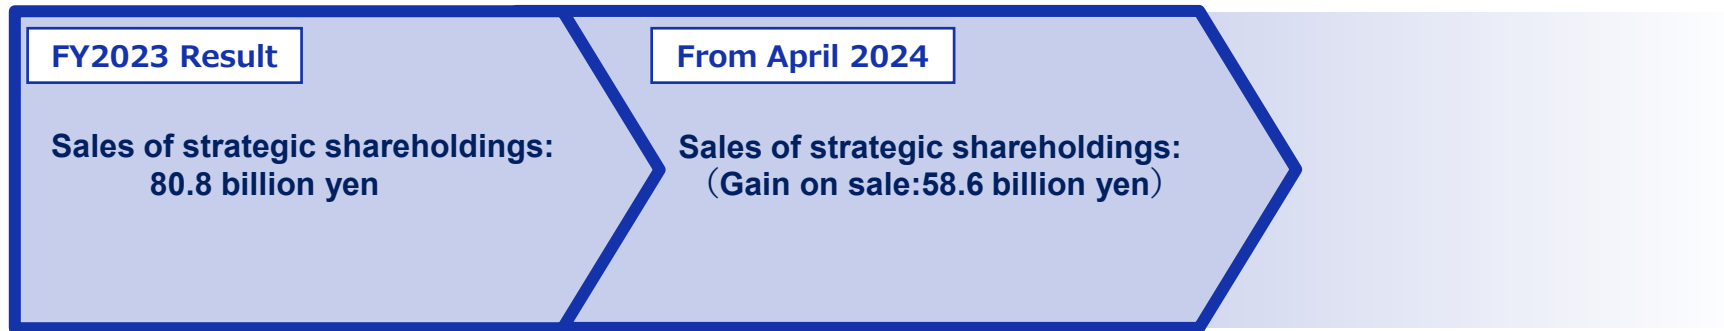 FY2023 Result
Sales of strategic shareholdings:
80.8 billion yen
From April 2024
Sales of strategic shareholdings:
（Gain on sale:58.6 billion yen）